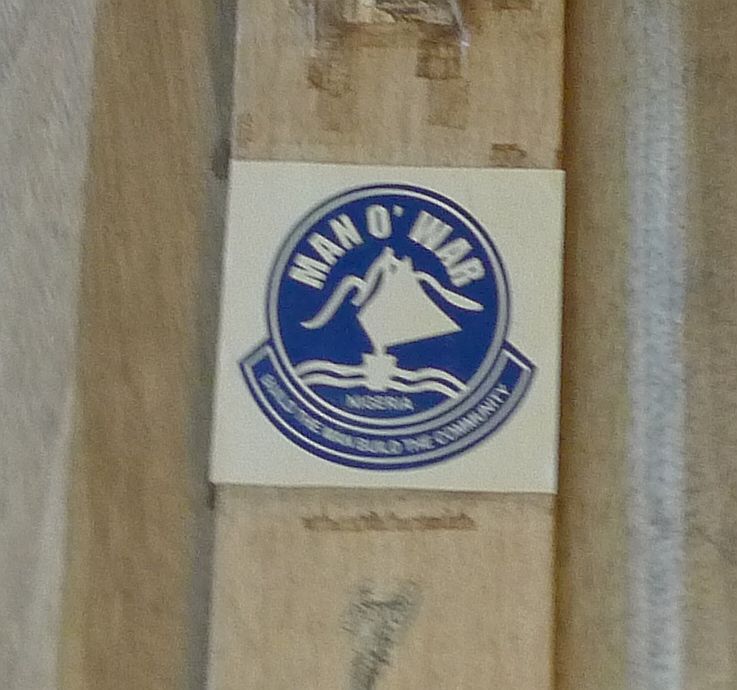 MAN O' WAR
NIGERIA
BUILD THE MAN BUILD THE COMMUNITY